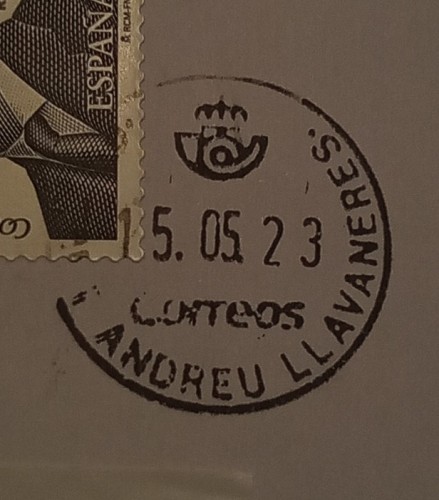 ESPAÑA
15.05.23
Correos
ANDREU LLAVANERES.